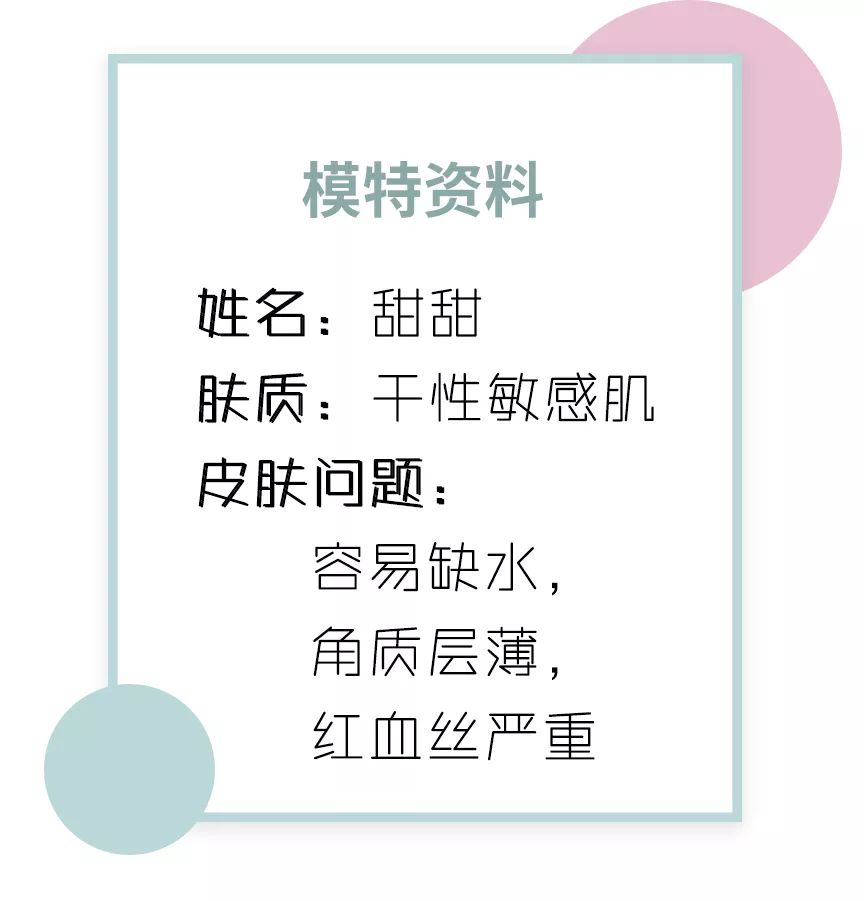 模特资料
姓名：甜甜
肤质：干性敏感肌
皮肤问题：
容易缺水，
角质层薄，
红血丝严重